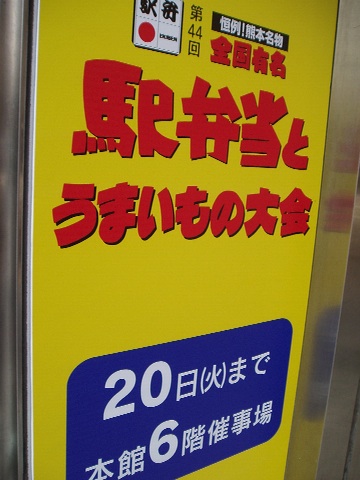 駅弁
EKIBEN
第44回
恒例!熊本名物
全国有名
駅弁当と
うまいもの大会
20日(火)まで
本館6階催事場